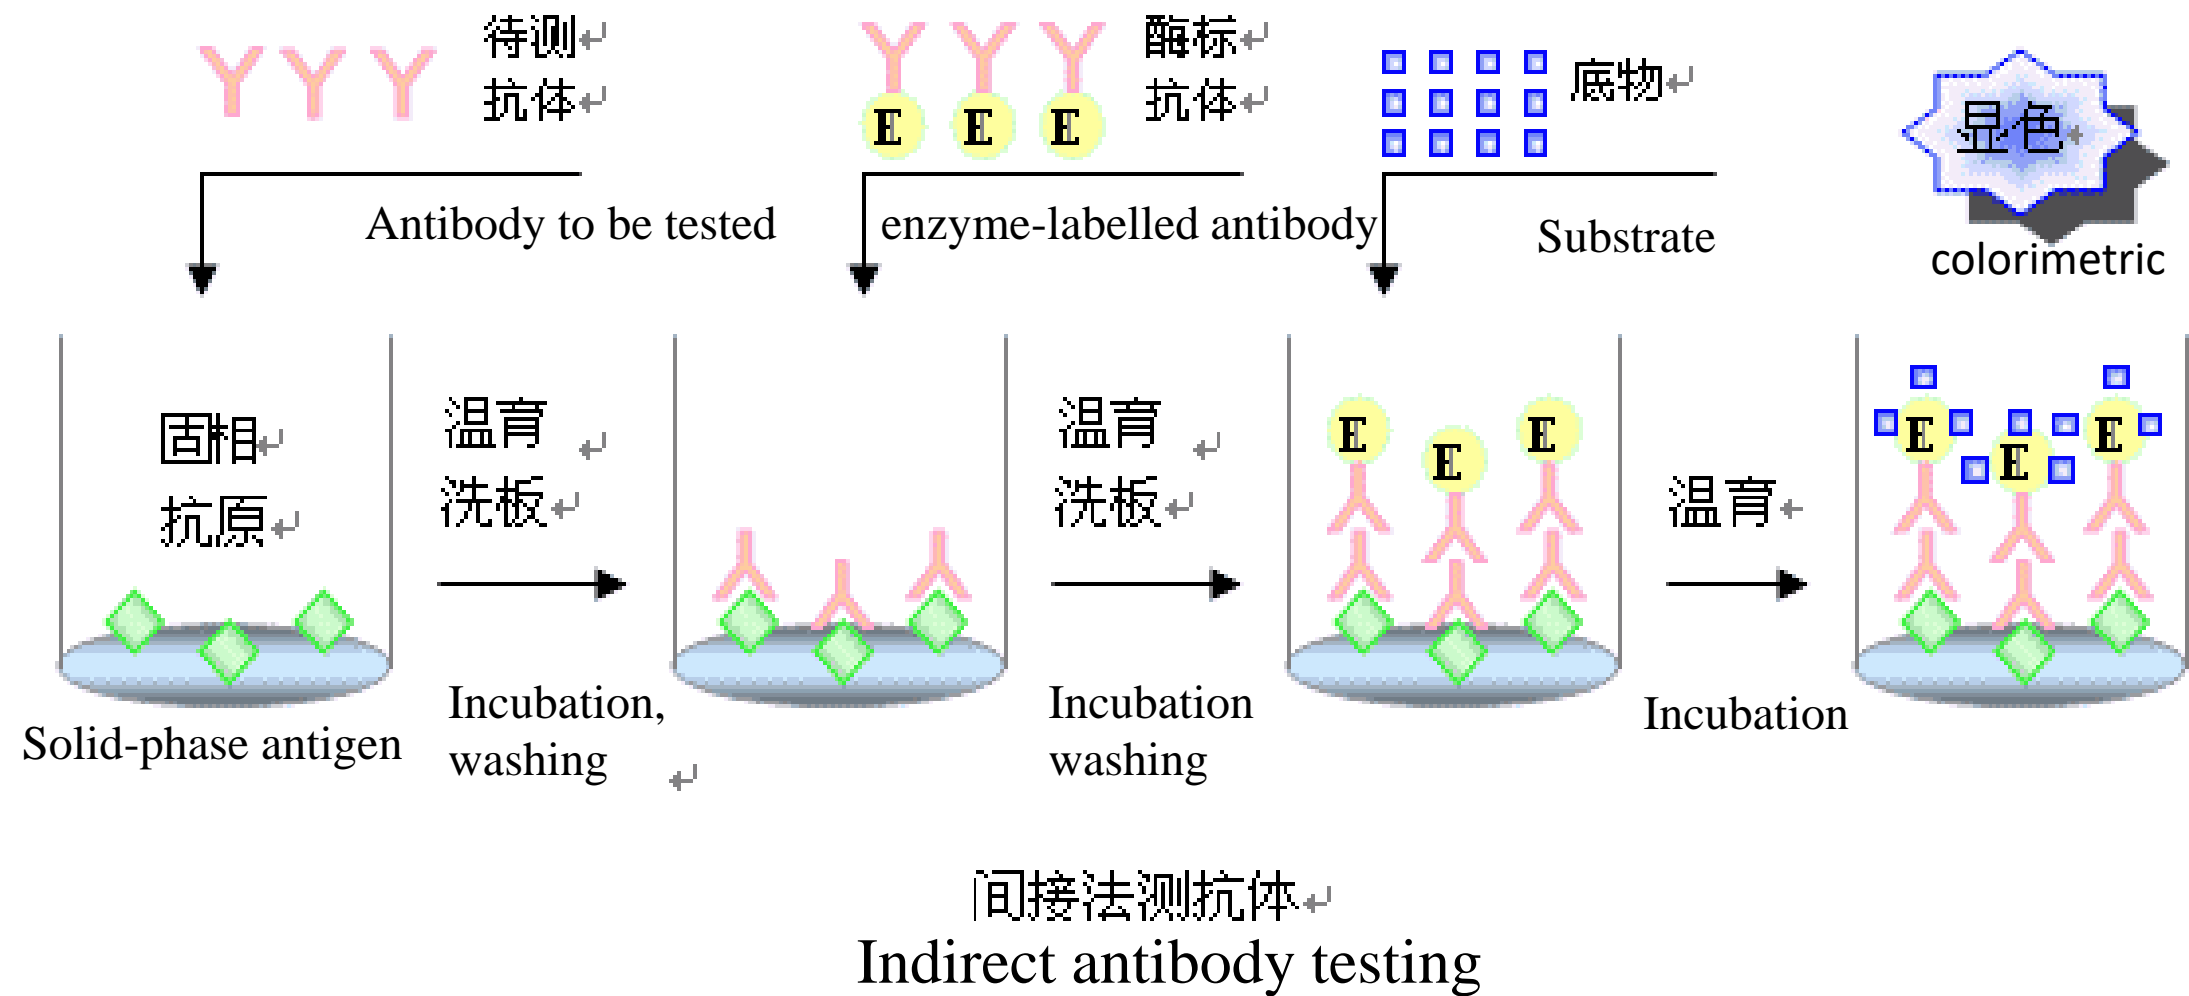 待测
抗体
酶标
抗体
底物
显色
E E E
Antibody to be tested
enzyme-labelled antibody
Substrate
colorimetric
固相
抗原
温育
洗板
温育
洗板
E E E
温育
E E E
Solid-phase antigen
Incubation,
washing
Incubation
washing
Incubation
间接法测抗体
Indirect antibody testing